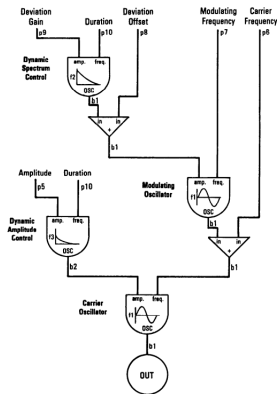 Deviation Gain
Duration
Deviation Offset
Modulating Frequency
Carrier Frequency
p9
p10
p8
p7
p6
Dynamic Spectrum Control
amp. freq.
f2
OSC
b1
in in
+
b1
Amplitude
Duration
p5
p10
Dynamic Amplitude Control
amp. freq.
f3
OSC
b2
Modulating Oscillator
amp. freq.
f1
OSC
b1
in in
+
b1
Carrier Oscillator
amp. freq.
f1
OSC
b1
OUT